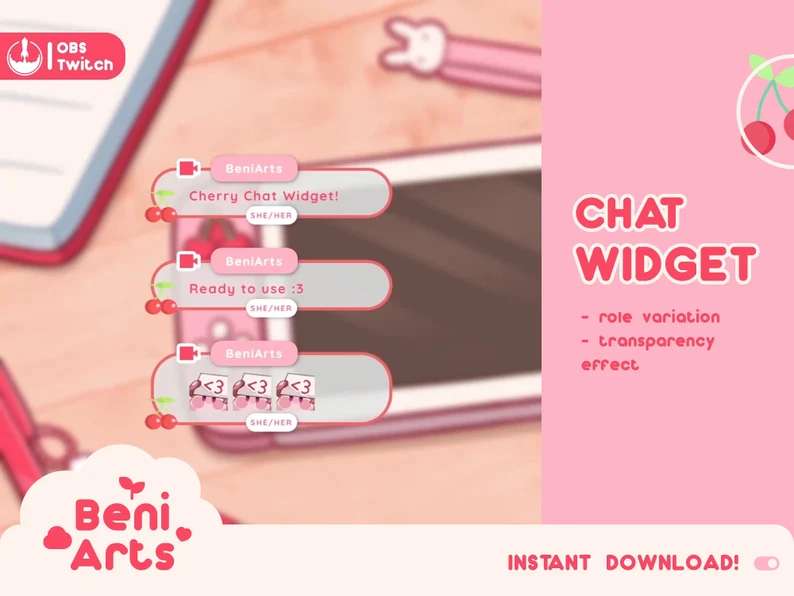 OBS
Twitch
BeniArts
Cherry Chat Widget!
SHE/HER
BeniArts
Ready to use :3
SHE/HER
BeniArts
<3 <3 <3
SHE/HER
CHAT
WIDGET
- role variation
- transparency
effect
Beni
Arts
INSTANT DOWNLOAD!